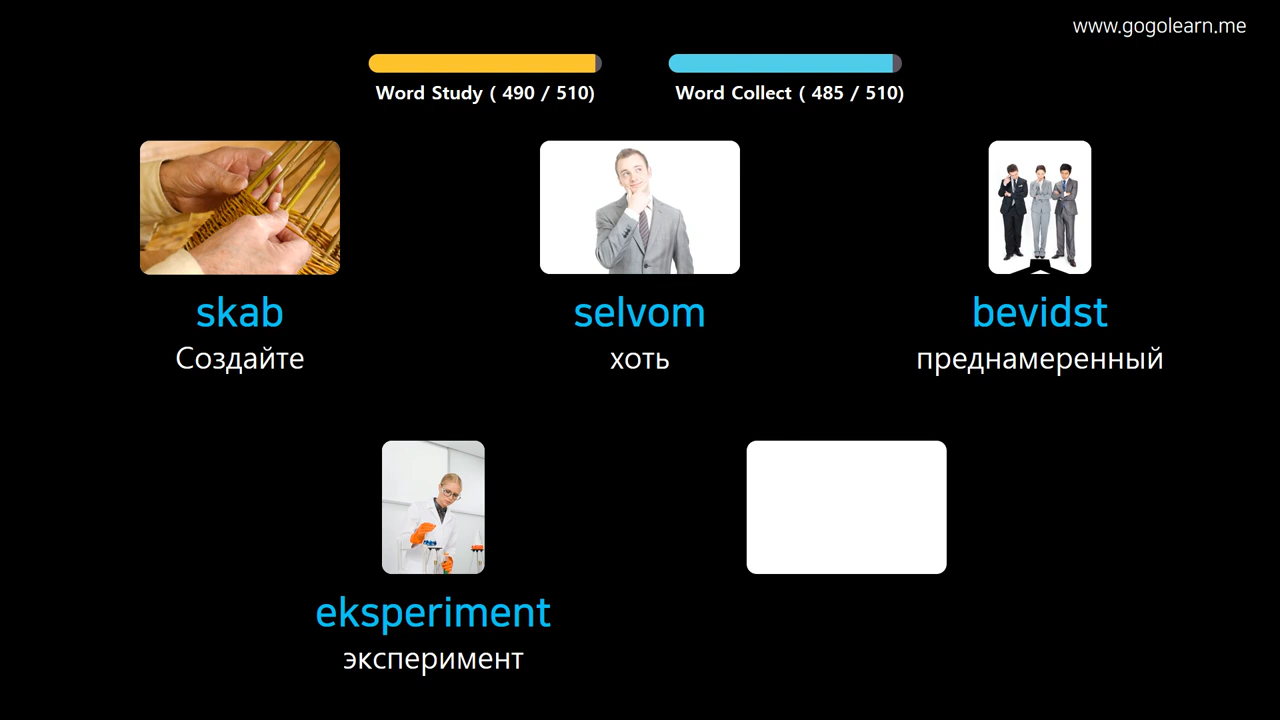 www.gogolearn.me
Word Study ( 490 / 510)
Word Collect ( 485 / 510)
skab
selvom
bevidst
Создайте
хоть
преднамеренный
eksperiment
эксперимент